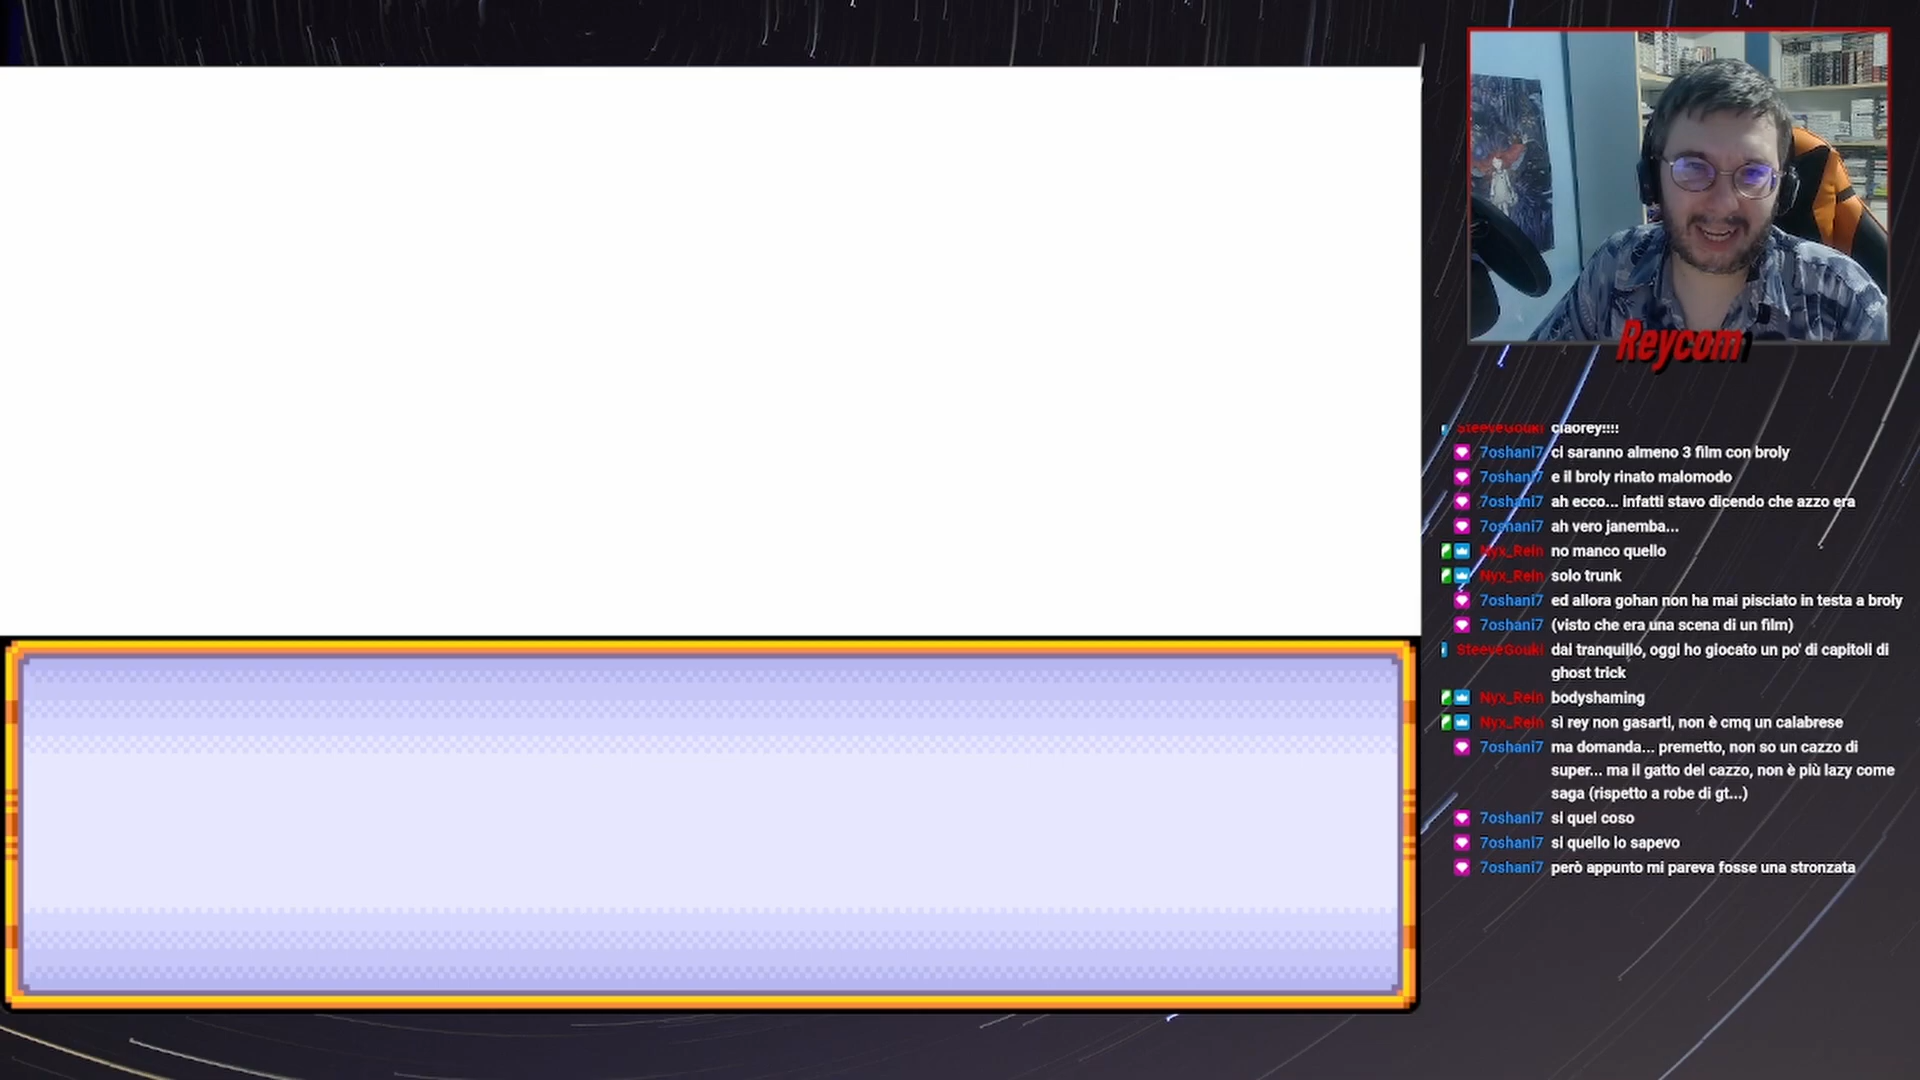 Reycom
SteeveGouki ciaorey!!!!
7oshani7 ci saranno almeno 3 film con broly
7oshani7 e il broly rinato malomodo
7oshani7 ah ecco... infatti stavo dicendo che azzo era
7oshani7 ah vero janemba...
Nyx_Rein no manco quello
Nyx_Rein solo trunk
7oshani7 ed allora gohan non ha mai pisciato in testa a broly
7oshani7 (visto che era una scena di un film)
SteeveGouki dai tranquillo, oggi ho giocato un po' di capitoli di
ghost trick
Nyx_Rein bodyshaming
Nyx_Rein sì rey non gasarti, non è cmq un calabrese
7oshani7 ma domanda... premetto, non so un cazzo di
super... ma il gatto del cazzo, non è più lazy come
saga (rispetto a robe di gt...)
7oshani7 si quel coso
7oshani7 si quello lo sapevo
7oshani7 però appunto mi pareva fosse una stronzata